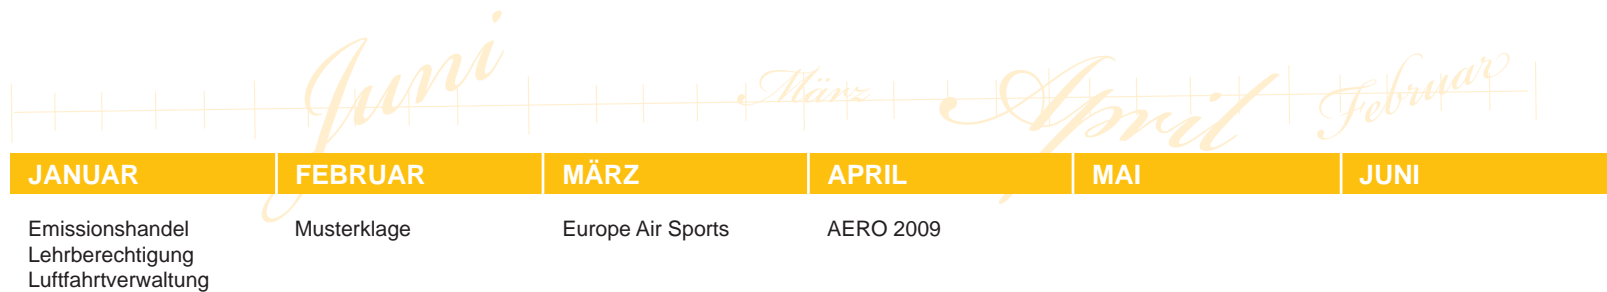 Juni März April Februar
JANUAR FEBRUAR MÄRZ APRIL MAI JUNI
Emissionshandel Musterklage Europe Air Sports AERO 2009
Lehrberechtigung
Luftfahrtverwaltung